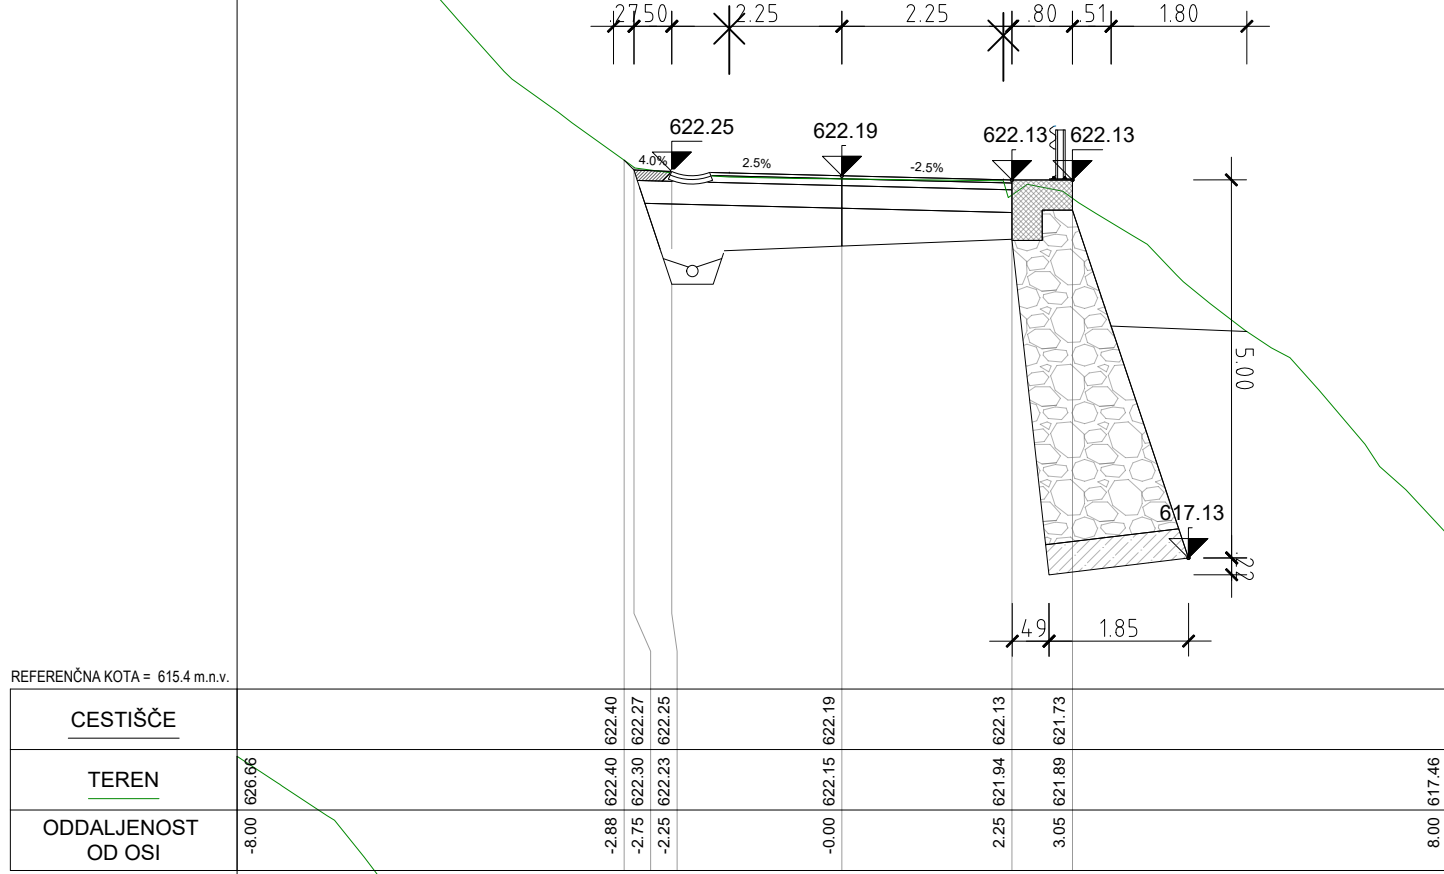 .27 .50 2.25 2.25 .80 .51 1.80
622.25 622.19 622.13 622.13
4.0% 2.5% -2.5%
5.00
617.13
.22
.49 1.85
REFERENČNA KOTA = 615.4 m.n.v.
CESTIŠČE 622.40 622.27 622.25 622.19 622.13 621.73
TEREN 626.66 622.40 622.30 622.23 622.15 621.94 621.89 617.46
ODDALJENOST
OD OSI
-8.00 -2.88 -2.75 -2.25 -0.00 2.25 3.05 8.00